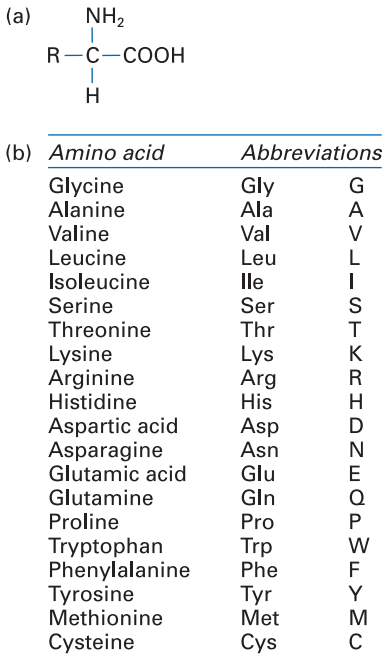 (a) NH₂
R—C—COOH
H
(b) Amino acid Abbreviations
Glycine Gly G
Alanine Ala A
Valine Val V
Leucine Leu L
Isoleucine Ile I
Serine Ser S
Threonine Thr T
Lysine Lys K
Arginine Arg R
Histidine His H
Aspartic acid Asp D
Asparagine Asn N
Glutamic acid Glu E
Glutamine Gln Q
Proline Pro P
Tryptophan Trp W
Phenylalanine Phe F
Tyrosine Tyr Y
Methionine Met M
Cysteine Cys C